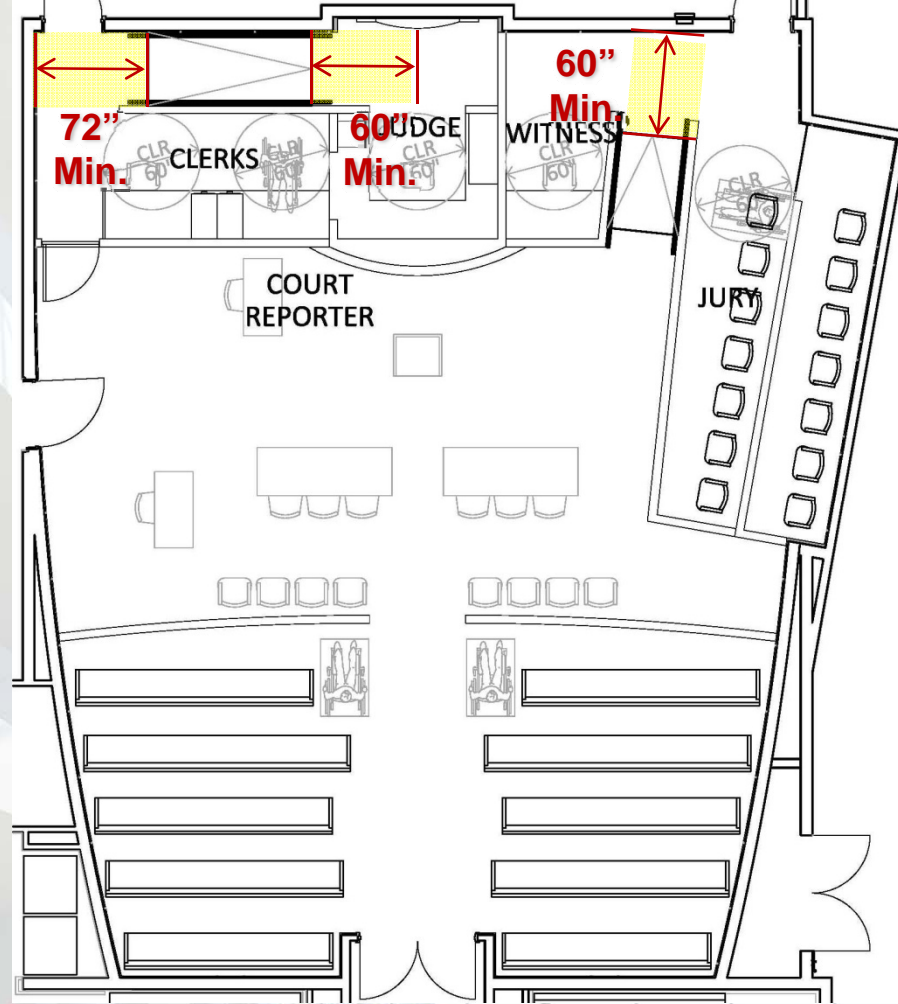 72”
Min.
60”
Min.
60”
Min.
JUDGE
WITNESS
CLERKS
CLR
60"
CLR
60"
CLR
60"
CLR
60"
CLR
60"
COURT
REPORTER
JURY